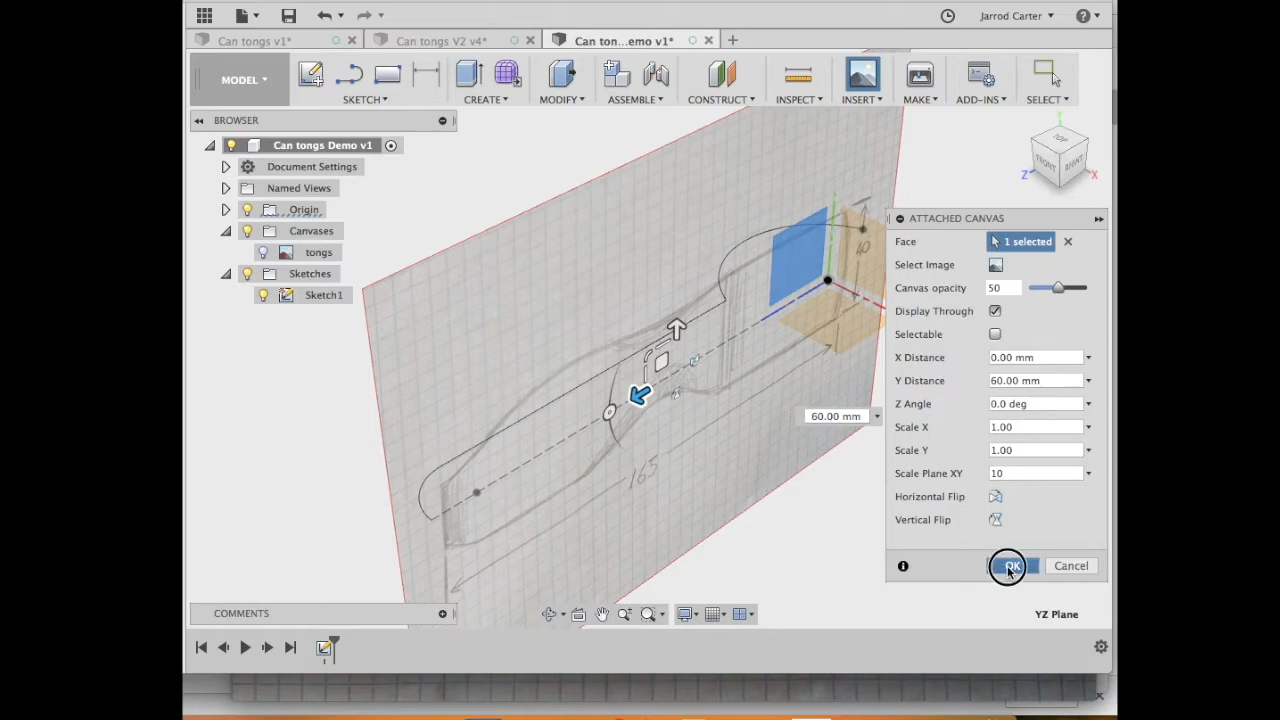 Jarrod Carter
Can tongs v1*
Can tongs V2 v4*
Can ton...emo v1*
MODEL
SKETCH
CREATE
MODIFY
ASSEMBLE
CONSTRUCT
INSPECT
INSERT
MAKE
ADD-INS
SELECT
BROWSER
Can tongs Demo v1
Document Settings
Named Views
Origin
Canvases
tongs
Sketches
Sketch1
TOP
FRONT
RIGHT
Y
Z
X
40
165
60.00 mm
ATTACHED CANVAS
Face 1 selected
Select Image
Canvas opacity 50
Display Through
Selectable
X Distance 0.00 mm
Y Distance 60.00 mm
Z Angle 0.0 deg
Scale X 1.00
Scale Y 1.00
Scale Plane XY 10
Horizontal Flip
Vertical Flip
OK Cancel
COMMENTS
YZ Plane